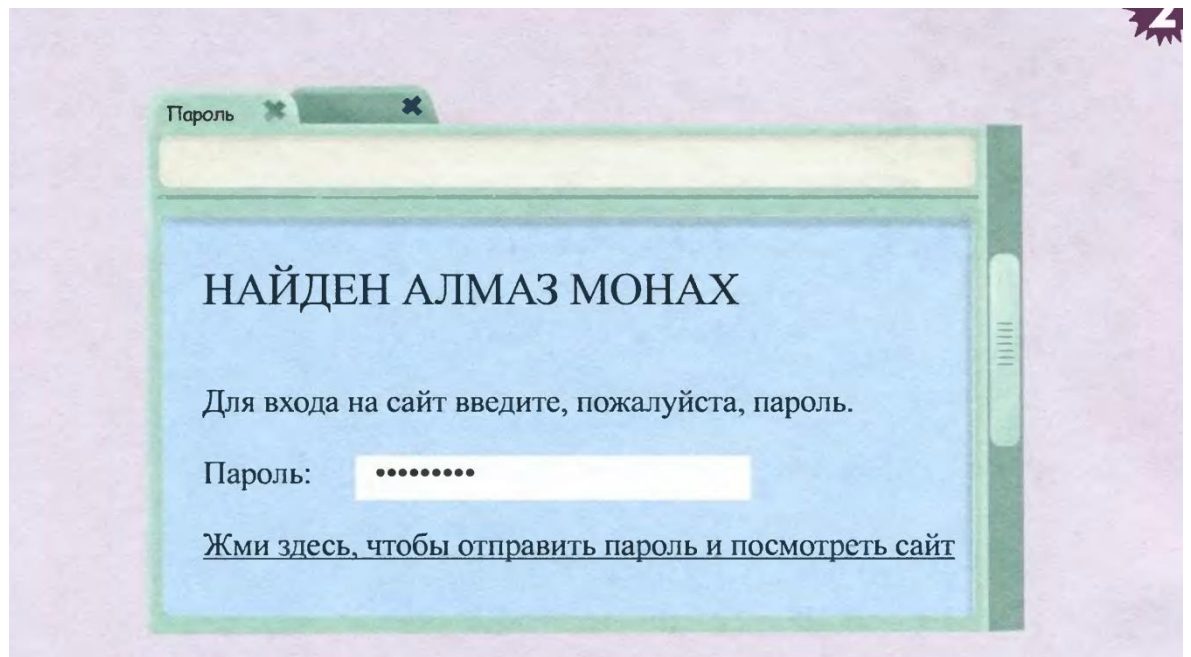 2
Пароль
НАЙДЕН АЛМАЗ МОНАХ
Для входа на сайт введите, пожалуйста, пароль.
Пароль: •••••••••
Жми здесь, чтобы отправить пароль и посмотреть сайт